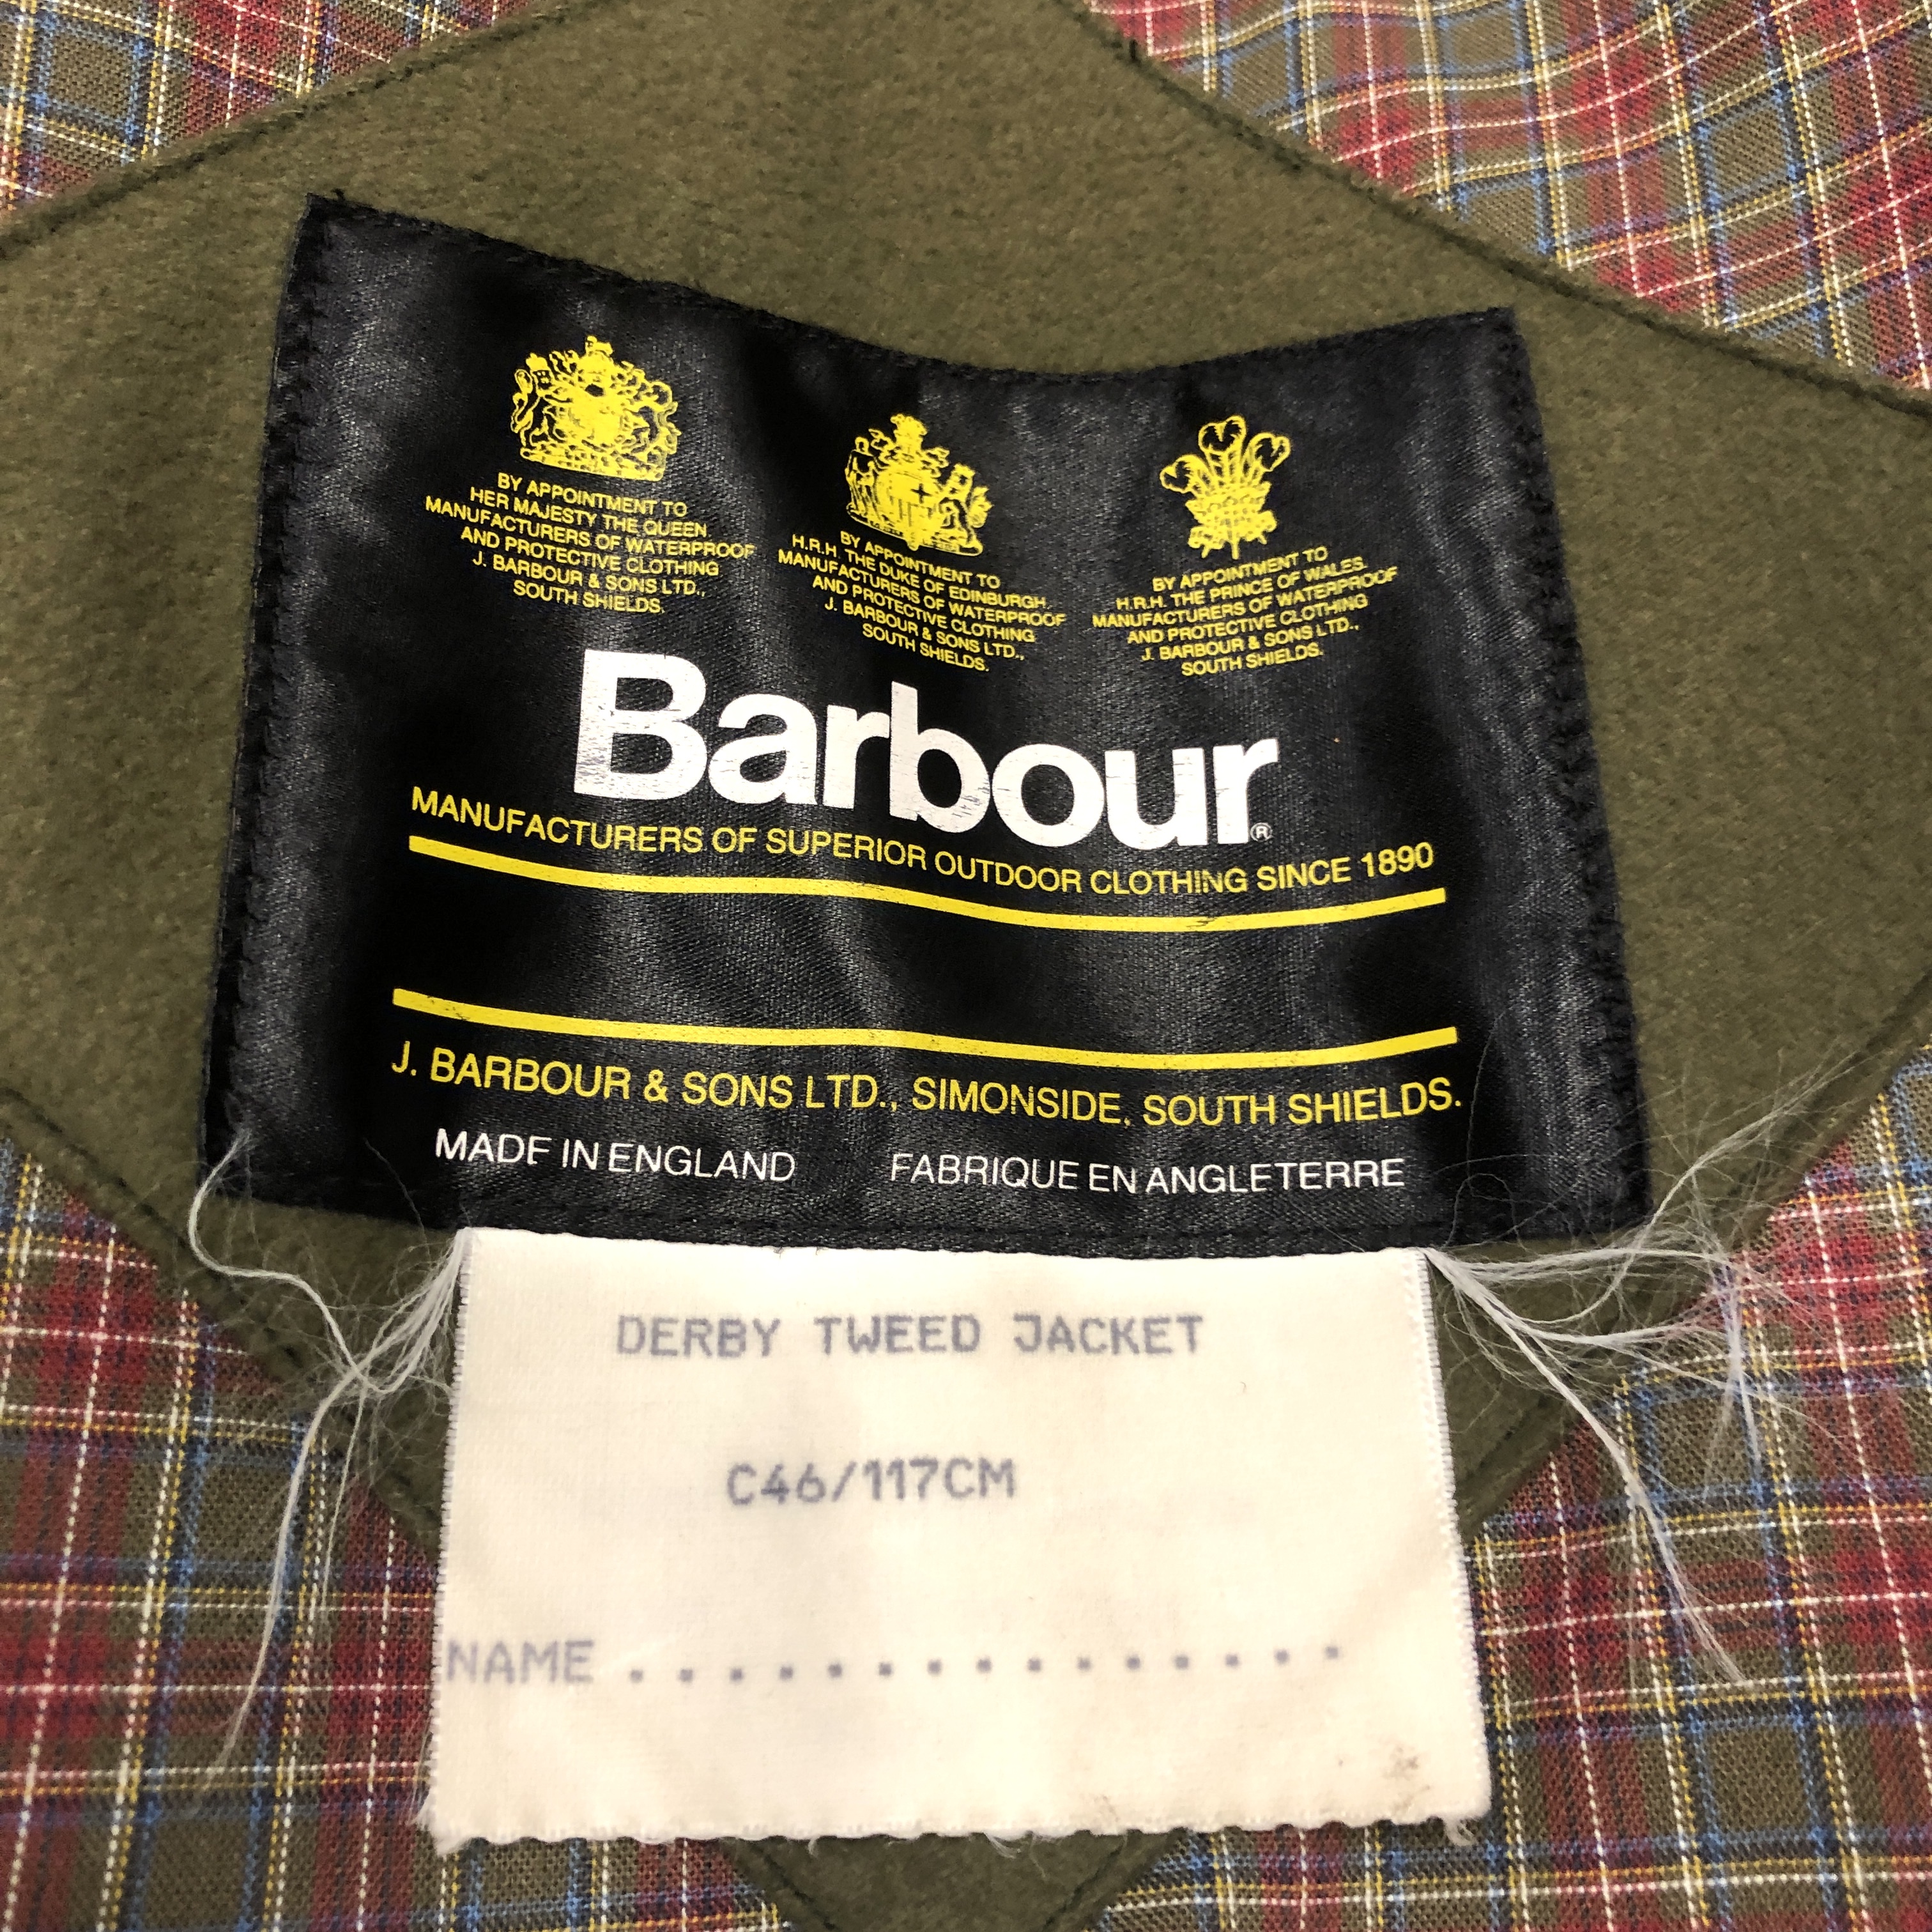 BY APPOINTMENT TO
HER MAJESTY THE QUEEN
MANUFACTURERS OF WATERPROOF
AND PROTECTIVE CLOTHING
J. BARBOUR & SONS LTD.,
SOUTH SHIELDS.
BY APPOINTMENT TO
H.R.H. THE DUKE OF EDINBURGH.
MANUFACTURERS OF WATERPROOF
AND PROTECTIVE CLOTHING
J. BARBOUR & SONS LTD.,
SOUTH SHIELDS.
BY APPOINTMENT TO
H.R.H. THE PRINCE OF WALES.
MANUFACTURERS OF WATERPROOF
AND PROTECTIVE CLOTHING
J. BARBOUR & SONS LTD.,
SOUTH SHIELDS.
Barbour®
MANUFACTURERS OF SUPERIOR OUTDOOR CLOTHING SINCE 1890
J. BARBOUR & SONS LTD., SIMONSIDE, SOUTH SHIELDS.
MADE IN ENGLAND FABRIQUE EN ANGLETERRE
DERBY TWEED JACKET
C46/117CM
NAME ...............